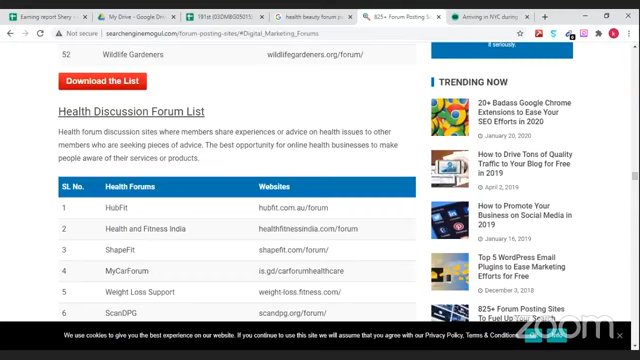 Earning report Shery
My Drive - Google Dri
191st (03DMBG05015)
health beauty forum p
825+ Forum Posting S
Arriving in NYC during
searchenginemogul.com/forum-posting-sites/#Digital_Marketing_Forums
52 Wildlife Gardeners wildlifegardeners.org/forum/
Download the List
Health Discussion Forum List
Health forum discussion sites where members share experiences or advice on health issues to other
members who are seeking pieces of advice. The best opportunity for online health businesses to make
people aware of their services or products.
SL No. Health Forums Websites
1 HubFit hubfit.com.au/forum
2 Health and Fitness India healthfitnessindia.com/forum
3 ShapeFit shapefit.com/forum/
4 MyCarForum is.gd/carforumhealthcare
5 Weight Loss Support weight-loss.fitness.com/
6 ScanDPG scandpg.org/forum/
it seriously.
TRENDING NOW
20+ Badass Google Chrome
Extensions to Ease Your
SEO Efforts in 2020
January 20, 2020
How to Drive Tons of Quality
Traffic to Your Blog for Free
in 2019
April 2, 2019
How to Promote Your
Business on Social Media in
2019
January 16, 2019
Top 5 WordPress Email
Plugins to Ease Marketing
Efforts for Free
December 3, 2018
825+ Forum Posting Sites
To Fuel Up Your Search
We use cookies to give you the best experience on our website. If you continue to use this site we will assume that you agree with our Privacy Policy, Terms & Conditions
zoom